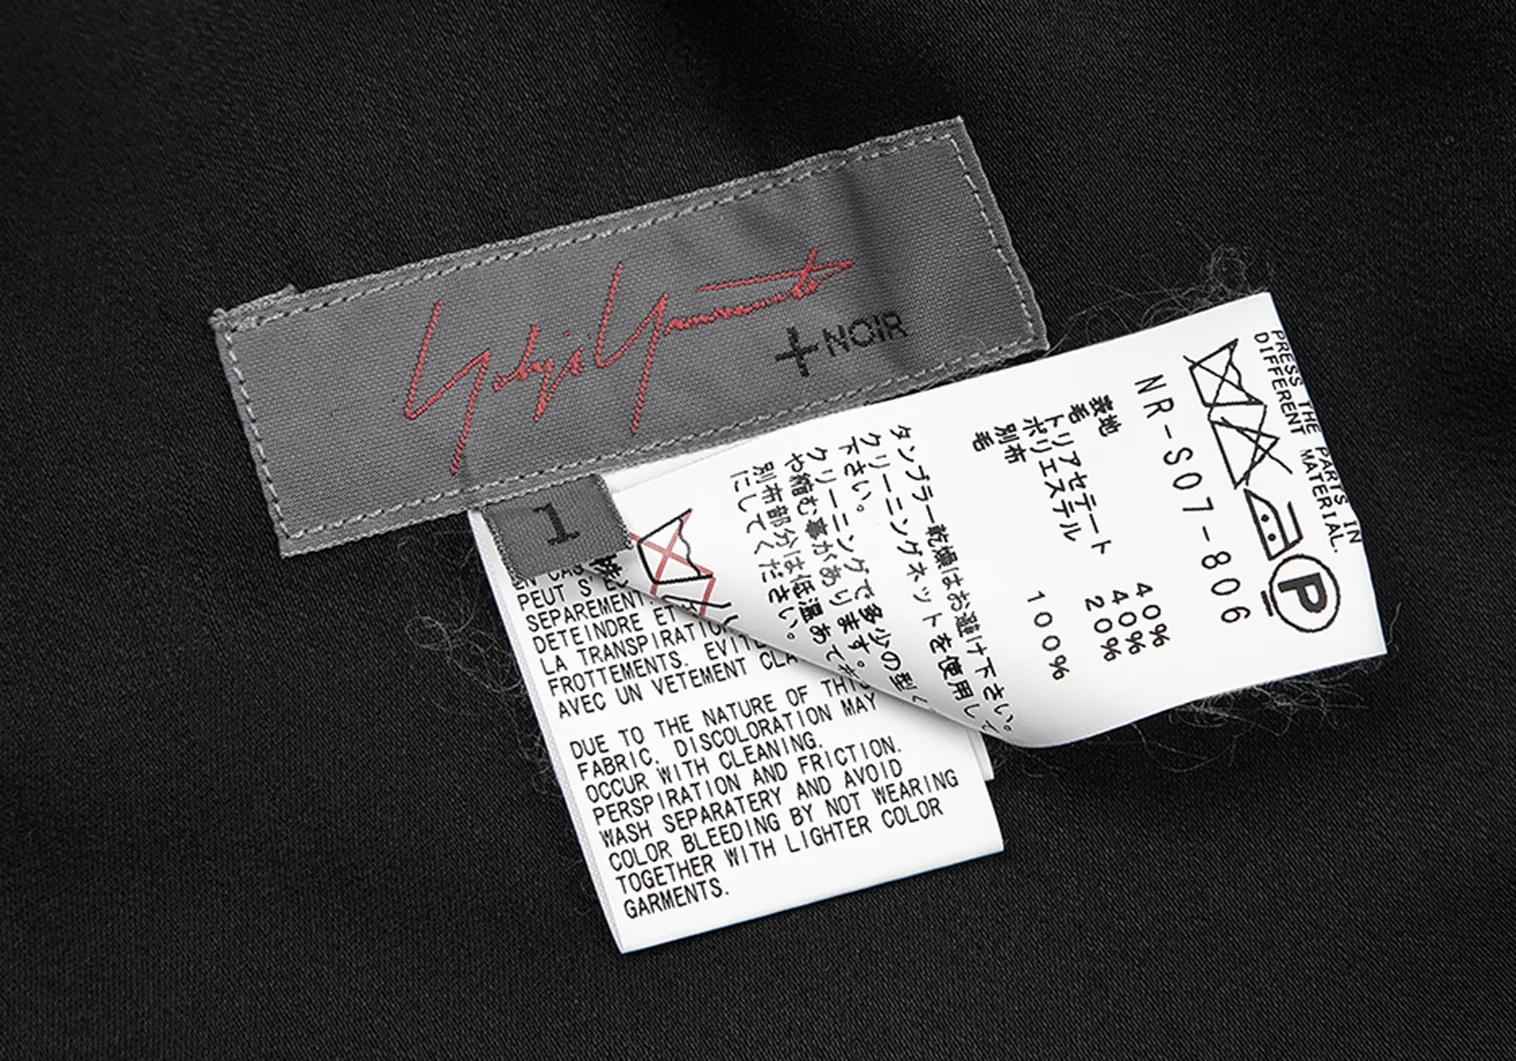 Yohji Yamamoto
+NOIR
1
PEUT S'
SEPAREMENT
DETEINDRE ET
LA TRANSPIRATION
FROTTEMENTS. EVITE
AVEC UN VETEMENT CLA
DUE TO THE NATURE OF THIS
FABRIC, DISCOLORATION MAY
OCCUR WITH CLEANING.
PERSPIRATION AND FRICTION.
WASH SEPARATERY AND AVOID
COLOR BLEEDING BY NOT WEARING
TOGETHER WITH LIGHTER COLOR
GARMENTS.
PRESS THE PARTS IN
DIFFERENT MATERIAL.
P
NR-S07-806
表地
毛 40%
トリアセテート 40%
ポリエステル 20%
別布
毛 100%
タンブラー乾燥はお避け下さい。
クリーニングネットを使用して
下さい。
クリーニングで多少の型く
や縮む事があります。
別布部分は低温あて布
にしてください。